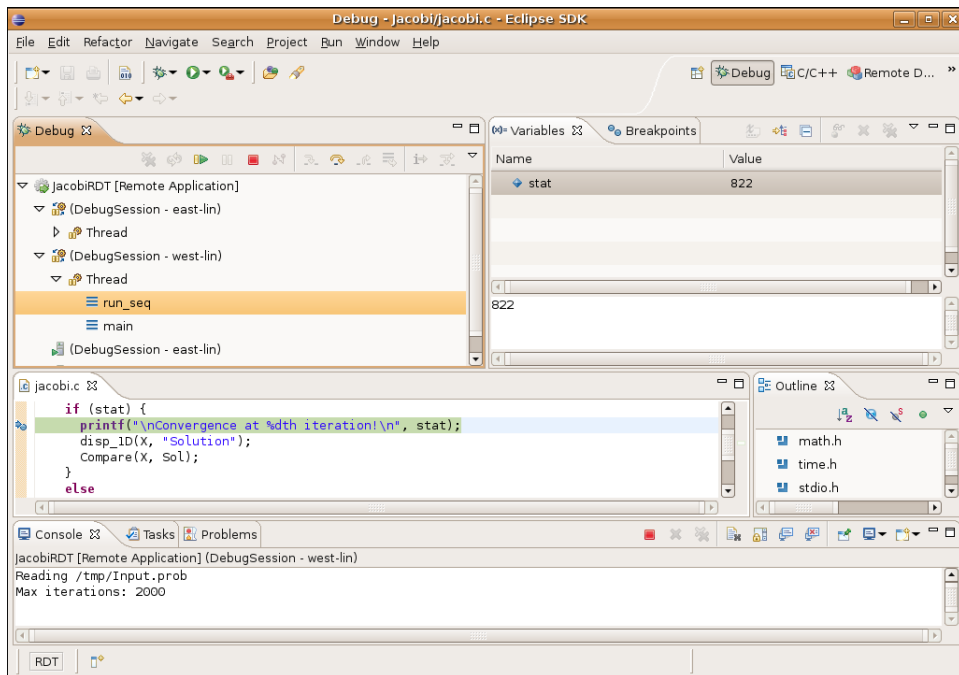 Debug - Jacobi/jacobi.c - Eclipse SDK
File Edit Refactor Navigate Search Project Run Window Help
Debug C/C++ Remote D... »
Debug
JacobiRDT [Remote Application]
(DebugSession - east-lin)
Thread
(DebugSession - west-lin)
Thread
run_seq
main
(DebugSession - east-lin)
(x)= Variables Breakpoints
Name Value
stat 822
822
jacobi.c
if (stat) {
printf("\nConvergence at %dth iteration!\n", stat);
disp_1D(X, "Solution");
Compare(X, Sol);
}
else
Outline
math.h
time.h
stdio.h
Console Tasks Problems
JacobiRDT [Remote Application] (DebugSession - west-lin)
Reading /tmp/Input.prob
Max iterations: 2000
RDT